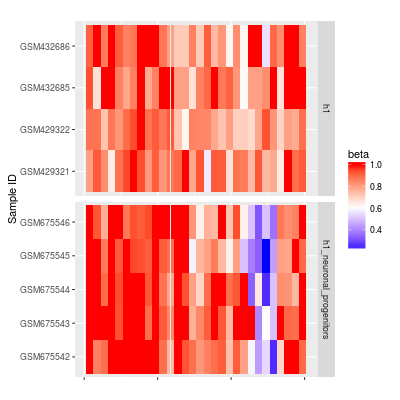 Sample ID
GSM432686
GSM432685
GSM429322
GSM429321
h1
GSM675546
GSM675545
GSM675544
GSM675543
GSM675542
h1_neuronal_progenitors
beta
1.0
0.8
0.6
0.4